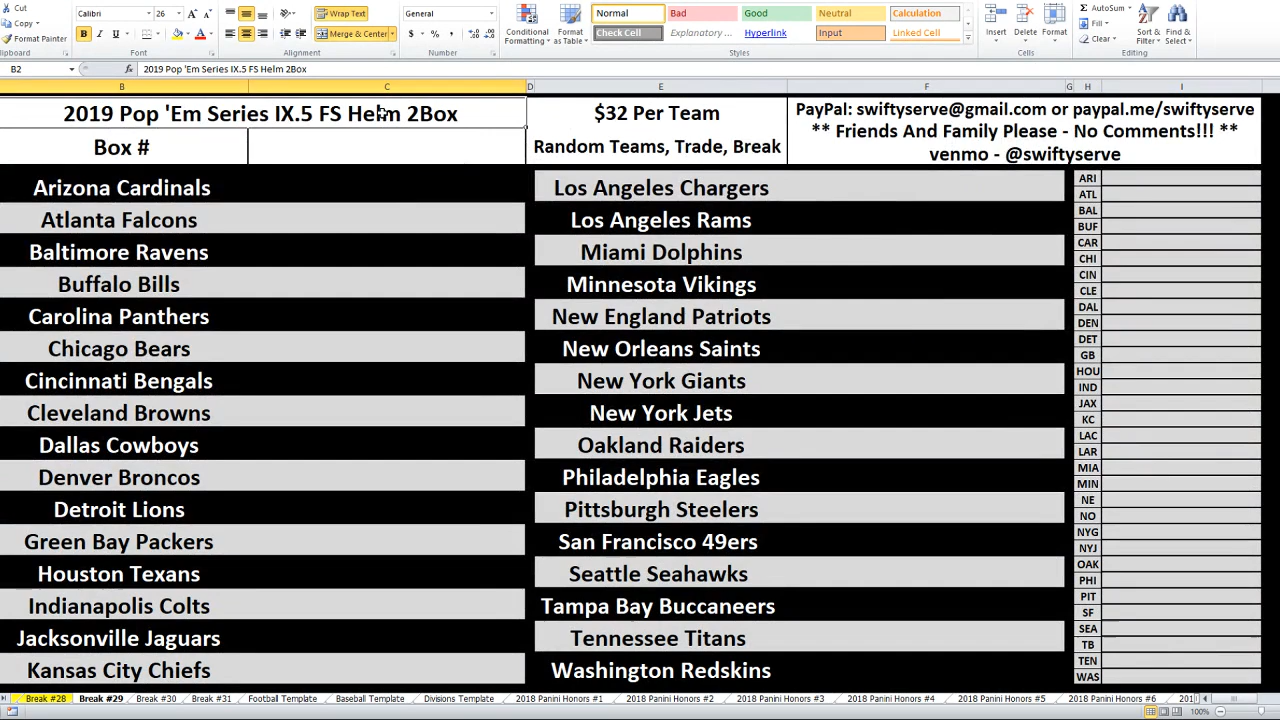 Cut
Copy
Format Painter
Clipboard
Calibri
26
Font
Wrap Text
Merge & Center
Alignment
General
Number
Conditional Formatting
Format as Table
Normal
Bad
Good
Neutral
Calculation
Check Cell
Explanatory ...
Hyperlink
Input
Linked Cell
Styles
Insert
Delete
Format
Cells
AutoSum
Fill
Clear
Sort & Filter
Find & Select
Editing
B2
fx
2019 Pop 'Em Series IX.5 FS Helm 2Box
B
C
D
E
F
G
H
I
2019 Pop 'Em Series IX.5 FS Helm 2Box
$32 Per Team
PayPal: swiftyserve@gmail.com or paypal.me/swiftyserve
** Friends And Family Please - No Comments!!! **
venmo - @swiftyserve
Box #
Random Teams, Trade, Break
Arizona Cardinals
Atlanta Falcons
Baltimore Ravens
Buffalo Bills
Carolina Panthers
Chicago Bears
Cincinnati Bengals
Cleveland Browns
Dallas Cowboys
Denver Broncos
Detroit Lions
Green Bay Packers
Houston Texans
Indianapolis Colts
Jacksonville Jaguars
Kansas City Chiefs
Los Angeles Chargers
Los Angeles Rams
Miami Dolphins
Minnesota Vikings
New England Patriots
New Orleans Saints
New York Giants
New York Jets
Oakland Raiders
Philadelphia Eagles
Pittsburgh Steelers
San Francisco 49ers
Seattle Seahawks
Tampa Bay Buccaneers
Tennessee Titans
Washington Redskins
ARI
ATL
BAL
BUF
CAR
CHI
CIN
CLE
DAL
DEN
DET
GB
HOU
IND
JAX
KC
LAC
LAR
MIA
MIN
NE
NO
NYG
NYJ
OAK
PHI
PIT
SF
SEA
TB
TEN
WAS
Break #28
Break #29
Break #30
Break #31
Football Template
Baseball Template
Divisions Template
2018 Panini Honors #1
2018 Panini Honors #2
2018 Panini Honors #3
2018 Panini Honors #4
2018 Panini Honors #5
2018 Panini Honors #6
201
100%